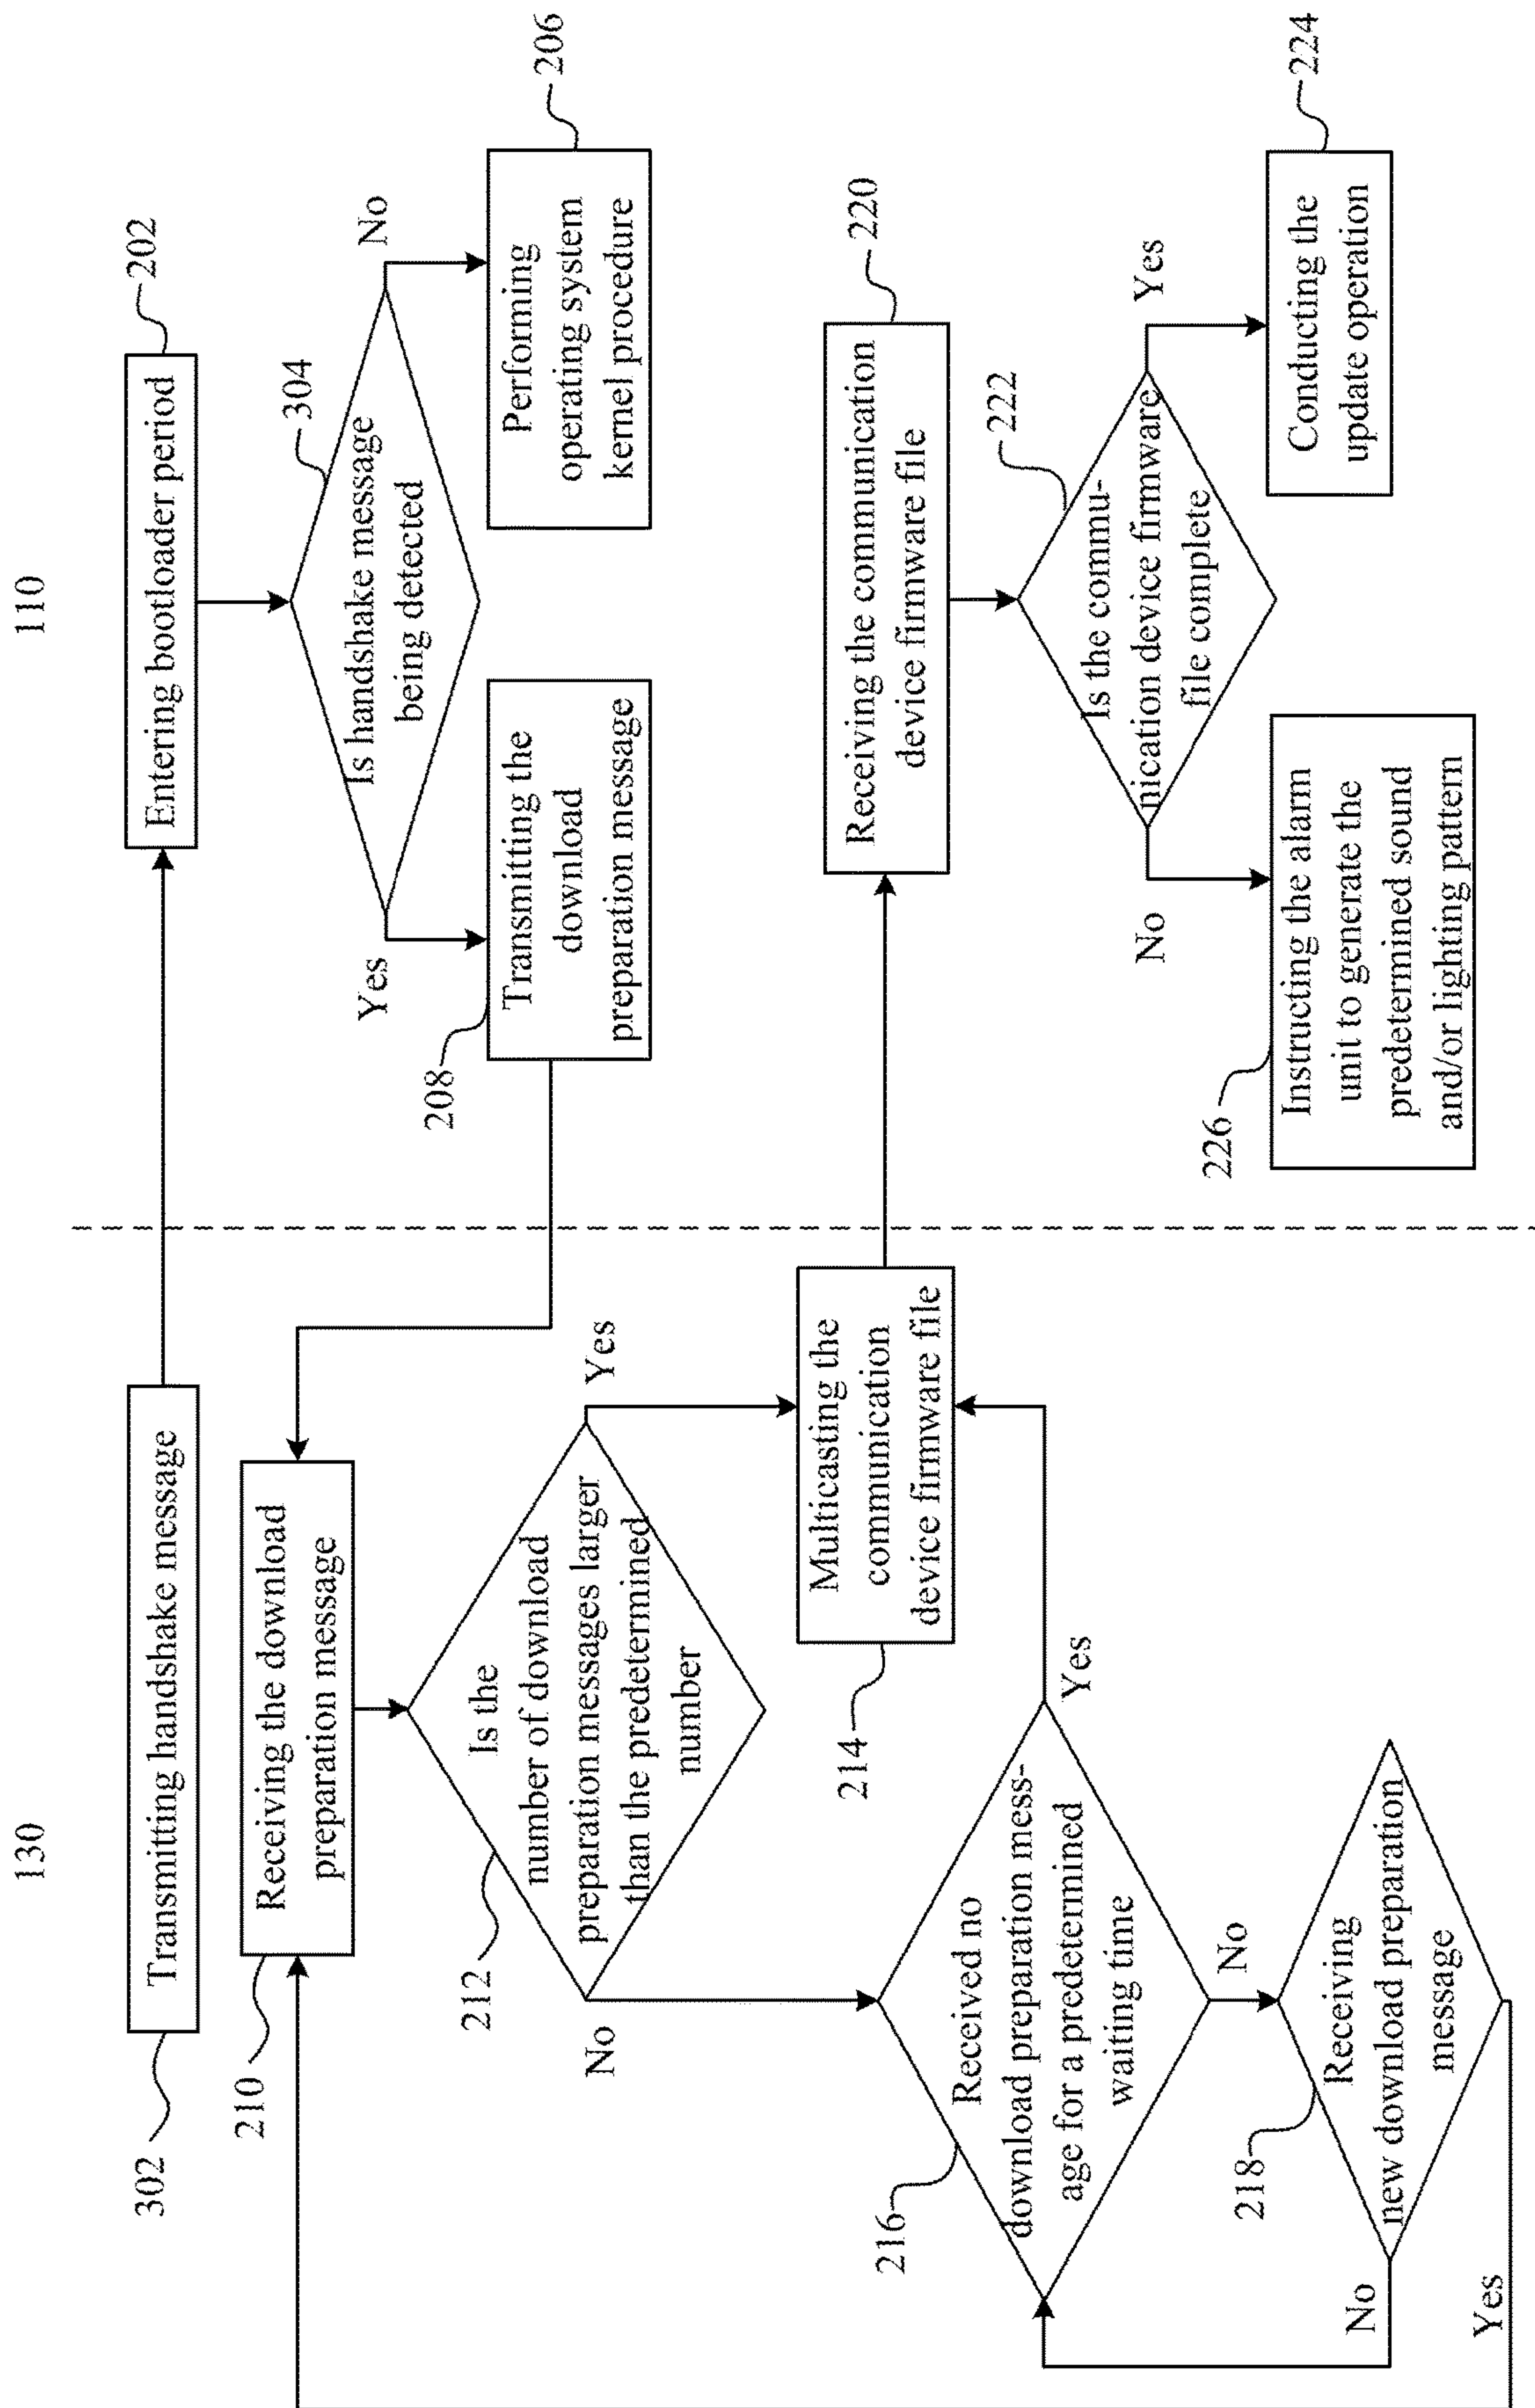 130
110
302
Transmitting handshake message
Entering bootloader period
202
210
Receiving the download
preparation message
304
Is handshake message
being detected
Yes
No
208
Transmitting the
download
preparation message
206
Performing
operating system
kernel procedure
212
Is the
number of download
preparation messages larger
than the predetermined
number
No
Yes
214
Multicasting the
communication
device firmware file
220
Receiving the communication
device firmware file
216
Received no
download preparation mess-
age for a predetermined
waiting time
Yes
No
222
Is the commu-
nication device firmware
file complete
No
Yes
218
Receiving
new download preparation
message
No
Yes
226
Instructing the alarm
unit to generate the
predetermined sound
and/or lighting pattern
224
Conducting the
update operation